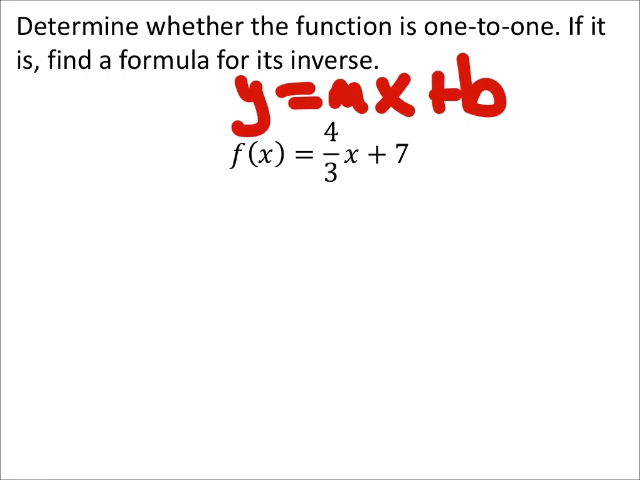 Determine whether the function is one-to-one. If it
is, find a formula for its inverse.
y=mx+b
f(x) = 4/3 x + 7